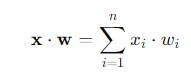 𝐱 · 𝐰 = ∑_{i=1}^{n} x_i · w_i